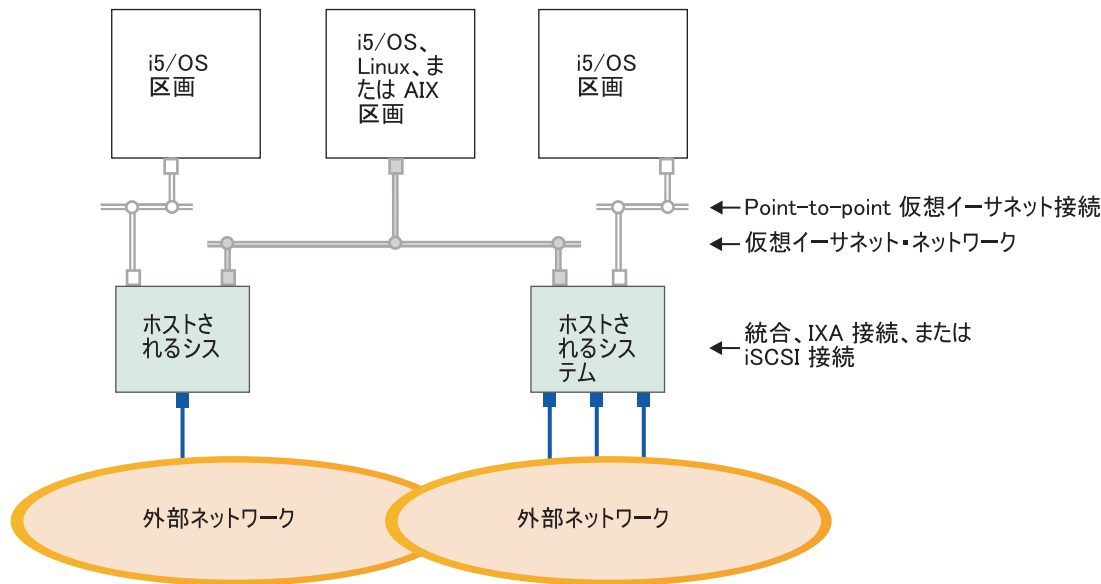 i5/OS
区画
i5/OS、
Linux、ま
たは AIX
区画
i5/OS
区画
Point-to-point 仮想イーサネット接続
仮想イーサネット・ネットワーク
ホストさ
れるシス
ホストさ
れるシス
テム
統合、IXA 接続、または
iSCSI 接続
外部ネットワーク
外部ネットワーク